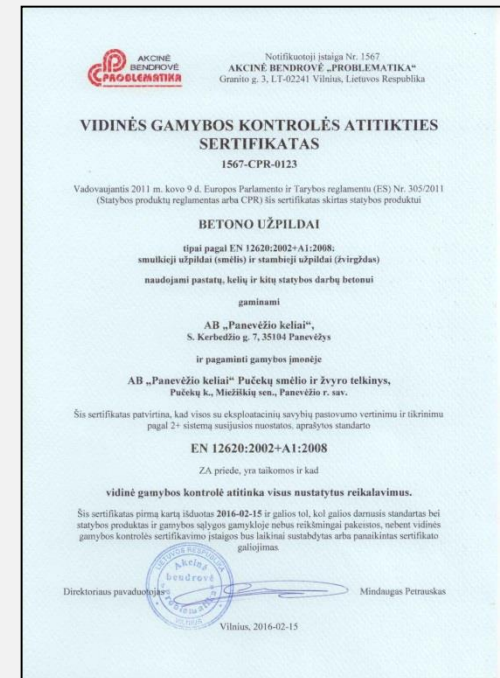 AKCINĖ
BENDROVĖ
PROBLEMATIKA
Notifikuotoji įstaiga Nr. 1567
AKCINĖ BENDROVĖ „PROBLEMATIKA“
Granito g. 3, LT-02241 Vilnius, Lietuvos Respublika
VIDINĖS GAMYBOS KONTROLĖS ATITIKTIES
SERTIFIKATAS
1567-CPR-0123
Vadovaujantis 2011 m. kovo 9 d. Europos Parlamento ir Tarybos reglamentu (ES) Nr. 305/2011
(Statybos produktų reglamentas arba CPR) šis sertifikatas skirtas statybos produktui
BETONO UŽPILDAI
tipai pagal EN 12620:2002+A1:2008:
smulkieji užpildai (smėlis) ir stambieji užpildai (žvirgždas)
naudojami pastatų, kelių ir kitų statybos darbų betonui
gaminami
AB „Panevėžio keliai“,
S. Kerbedžio g. 7, 35104 Panevėžys
ir pagaminti gamybos įmonėje
AB „Panevėžio keliai“ Pučekų smėlio ir žvyro telkinys,
Pučekų k., Miežiškių sen., Panevėžio r. sav.
Šis sertifikatas patvirtina, kad visos su eksploatacinių savybių pastovumo vertinimu ir tikrinimu
pagal 2+ sistemą susijusios nuostatos, aprašytos standarto
EN 12620:2002+A1:2008
ZA priede, yra taikomos ir kad
vidinė gamybos kontrolė atitinka visus nustatytus reikalavimus.
Šis sertifikatas pirmą kartą išduotas 2016-02-15 ir galios tol, kol galios darnusis standartas bei
statybos produktas ir gamybos sąlygos gamykloje nebus reikšmingai pakeistos, nebent vidinės
gamybos kontrolės sertifikavimo įstaigos bus laikinai sustabdytas arba panaikintas sertifikato
galiojimas.
LIETUVOS RESPUBLIKA
Akcinė
bendrovė
Problematika
VILNIUS
Direktoriaus pavaduotojas
Mindaugas Petrauskas
Vilnius, 2016-02-15